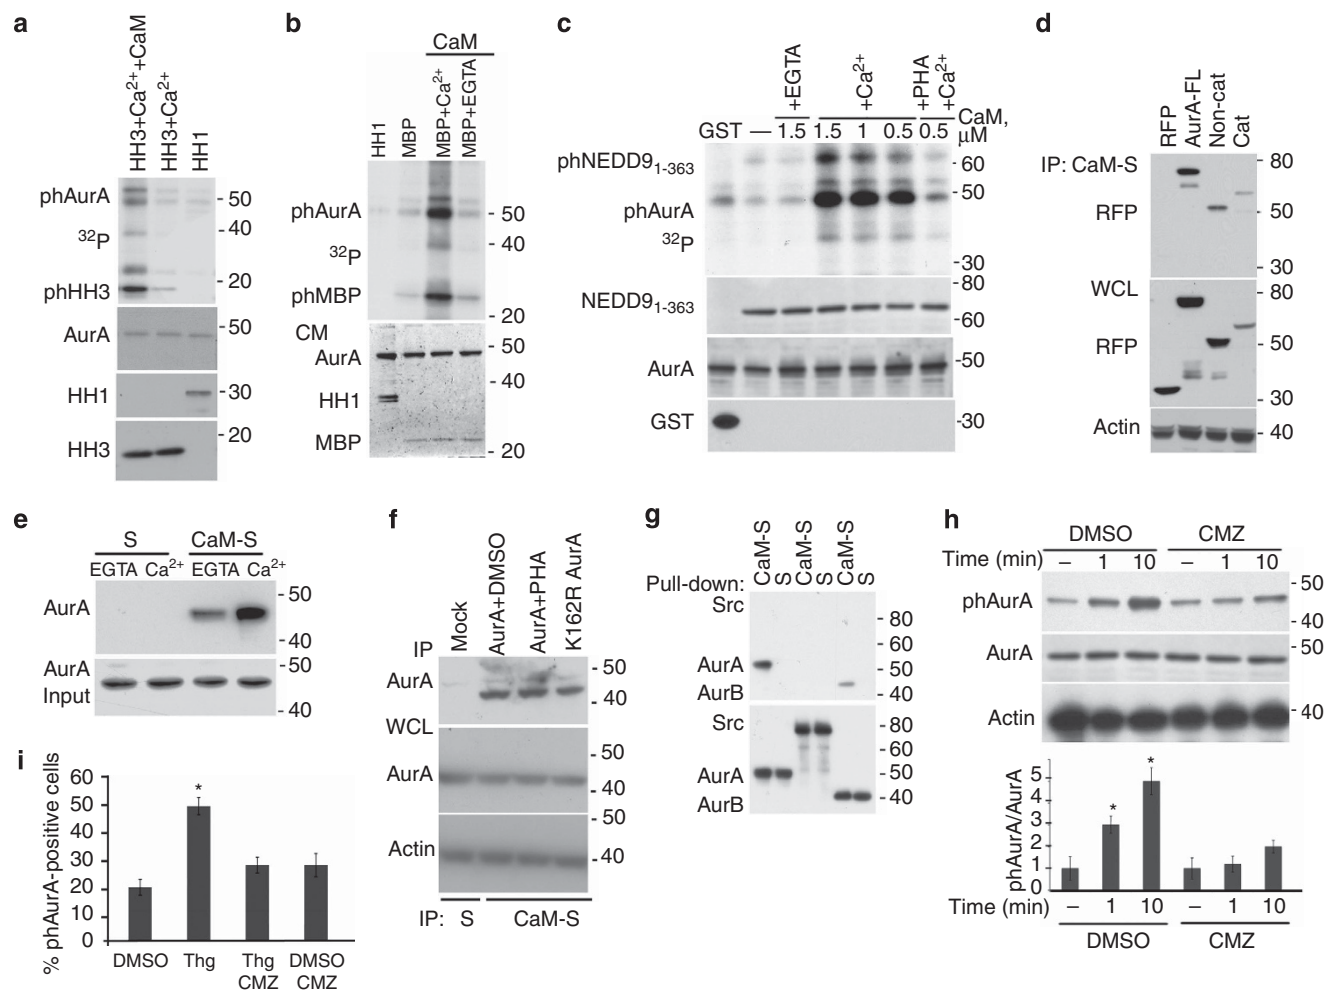 a
HH3+Ca2++CaM
HH3+Ca2+
HH1
phAurA
32P
phHH3
AurA
HH1
HH3
- 50
- 40
- 20
- 50
- 30
- 20
b
CaM
HH1
MBP
MBP+Ca2+
MBP+EGTA
phAurA
32P
phMBP
CM
AurA
HH1
MBP
- 50
- 40
- 20
- 50
- 40
- 20
c
+EGTA
+Ca2+
+PHA
+Ca2+
CaM,
µM
GST — 1.5 1.5 1 0.5 0.5
phNEDD91-363
phAurA
32P
NEDD91-363
AurA
GST
- 60
- 50
- 30
- 80
- 60
- 50
- 30
d
RFP
AurA-FL
Non-cat
Cat
IP: CaM-S
RFP
WCL
RFP
Actin
- 80
- 50
- 30
- 80
- 50
- 30
- 40
e
S CaM-S
EGTA Ca2+ EGTA Ca2+
AurA
AurA
Input
- 50
- 40
- 50
- 40
f
Mock
AurA+DMSO
AurA+PHA
K162R AurA
IP
AurA
WCL
AurA
Actin
- 50
- 40
- 50
- 40
- 50
- 40
IP: S CaM-S
g
CaM-S
S
CaM-S
S
CaM-S
S
Pull-down:
Src
AurA
AurB
Src
AurA
AurB
- 80
- 60
- 50
- 40
- 80
- 60
- 50
- 40
h
DMSO CMZ
Time (min) – 1 10 – 1 10
phAurA
AurA
Actin
- 50
- 40
- 50
- 40
phAurA/AurA
5
4
3
2
1
0
*
*
Time (min) – 1 10 – 1 10
DMSO CMZ
i
% phAurA-positive cells
60
50
40
30
20
10
0
*
DMSO Thg Thg DMSO
CMZ CMZ